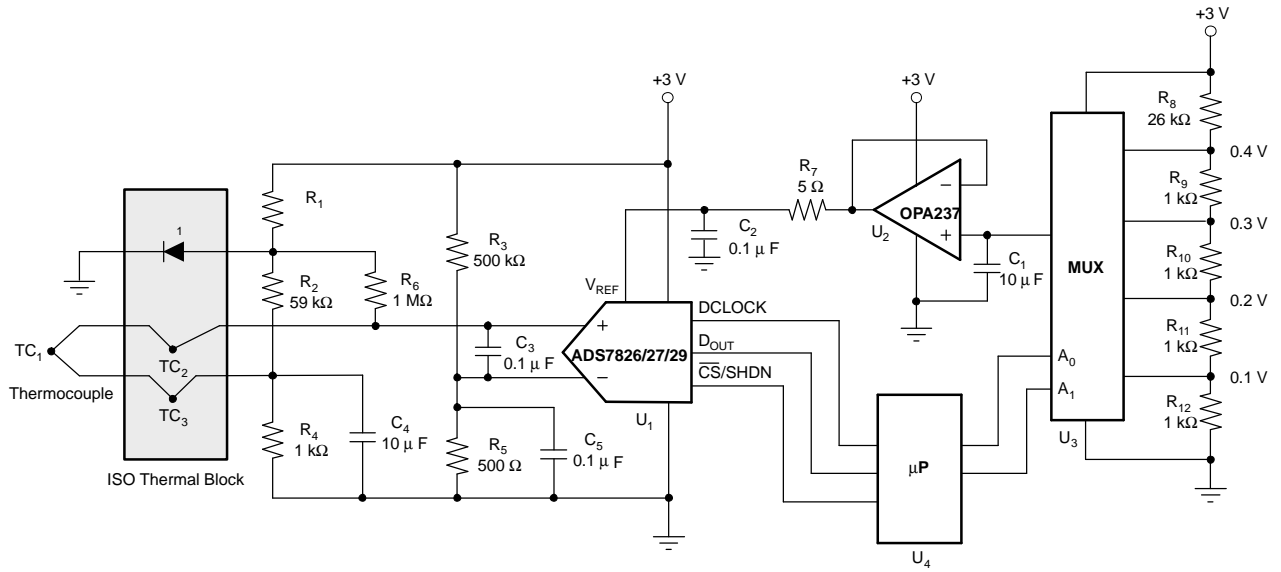 +3 V
R8
26 kΩ
0.4 V
R9
1 kΩ
0.3 V
R10
1 kΩ
0.2 V
R11
1 kΩ
0.1 V
R12
1 kΩ
MUX
A0
A1
U3
+3 V
OPA237
−
+
U2
R7
5 Ω
C1
10 µF
C2
0.1 µF
+3 V
R1
1
R2
59 kΩ
R6
1 MΩ
R3
500 kΩ
VREF
DCLOCK
DOUT
CS/SHDN
+
ADS7826/27/29
−
U1
C3
0.1 µF
TC1
Thermocouple
TC2
TC3
R4
1 kΩ
C4
10 µF
R5
500 Ω
C5
0.1 µF
ISO Thermal Block
µP
U4